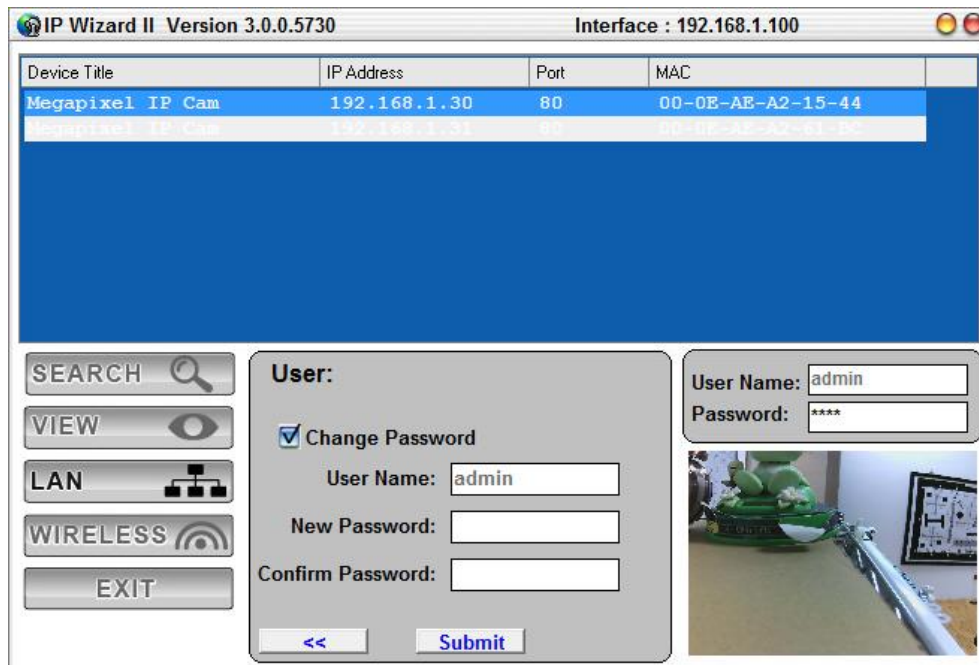 IP Wizard II Version 3.0.0.5730 Interface : 192.168.1.100
Device Title IP Address Port MAC
Megapixel IP Cam 192.168.1.30 80 00-0E-AE-A2-15-44
Megapixel IP Cam 192.168.1.31 80 00-0E-AE-A2-61-BC
SEARCH
VIEW
LAN
WIRELESS
EXIT
User:
Change Password
User Name: admin
New Password:
Confirm Password:
<< Submit
User Name: admin
Password: ****